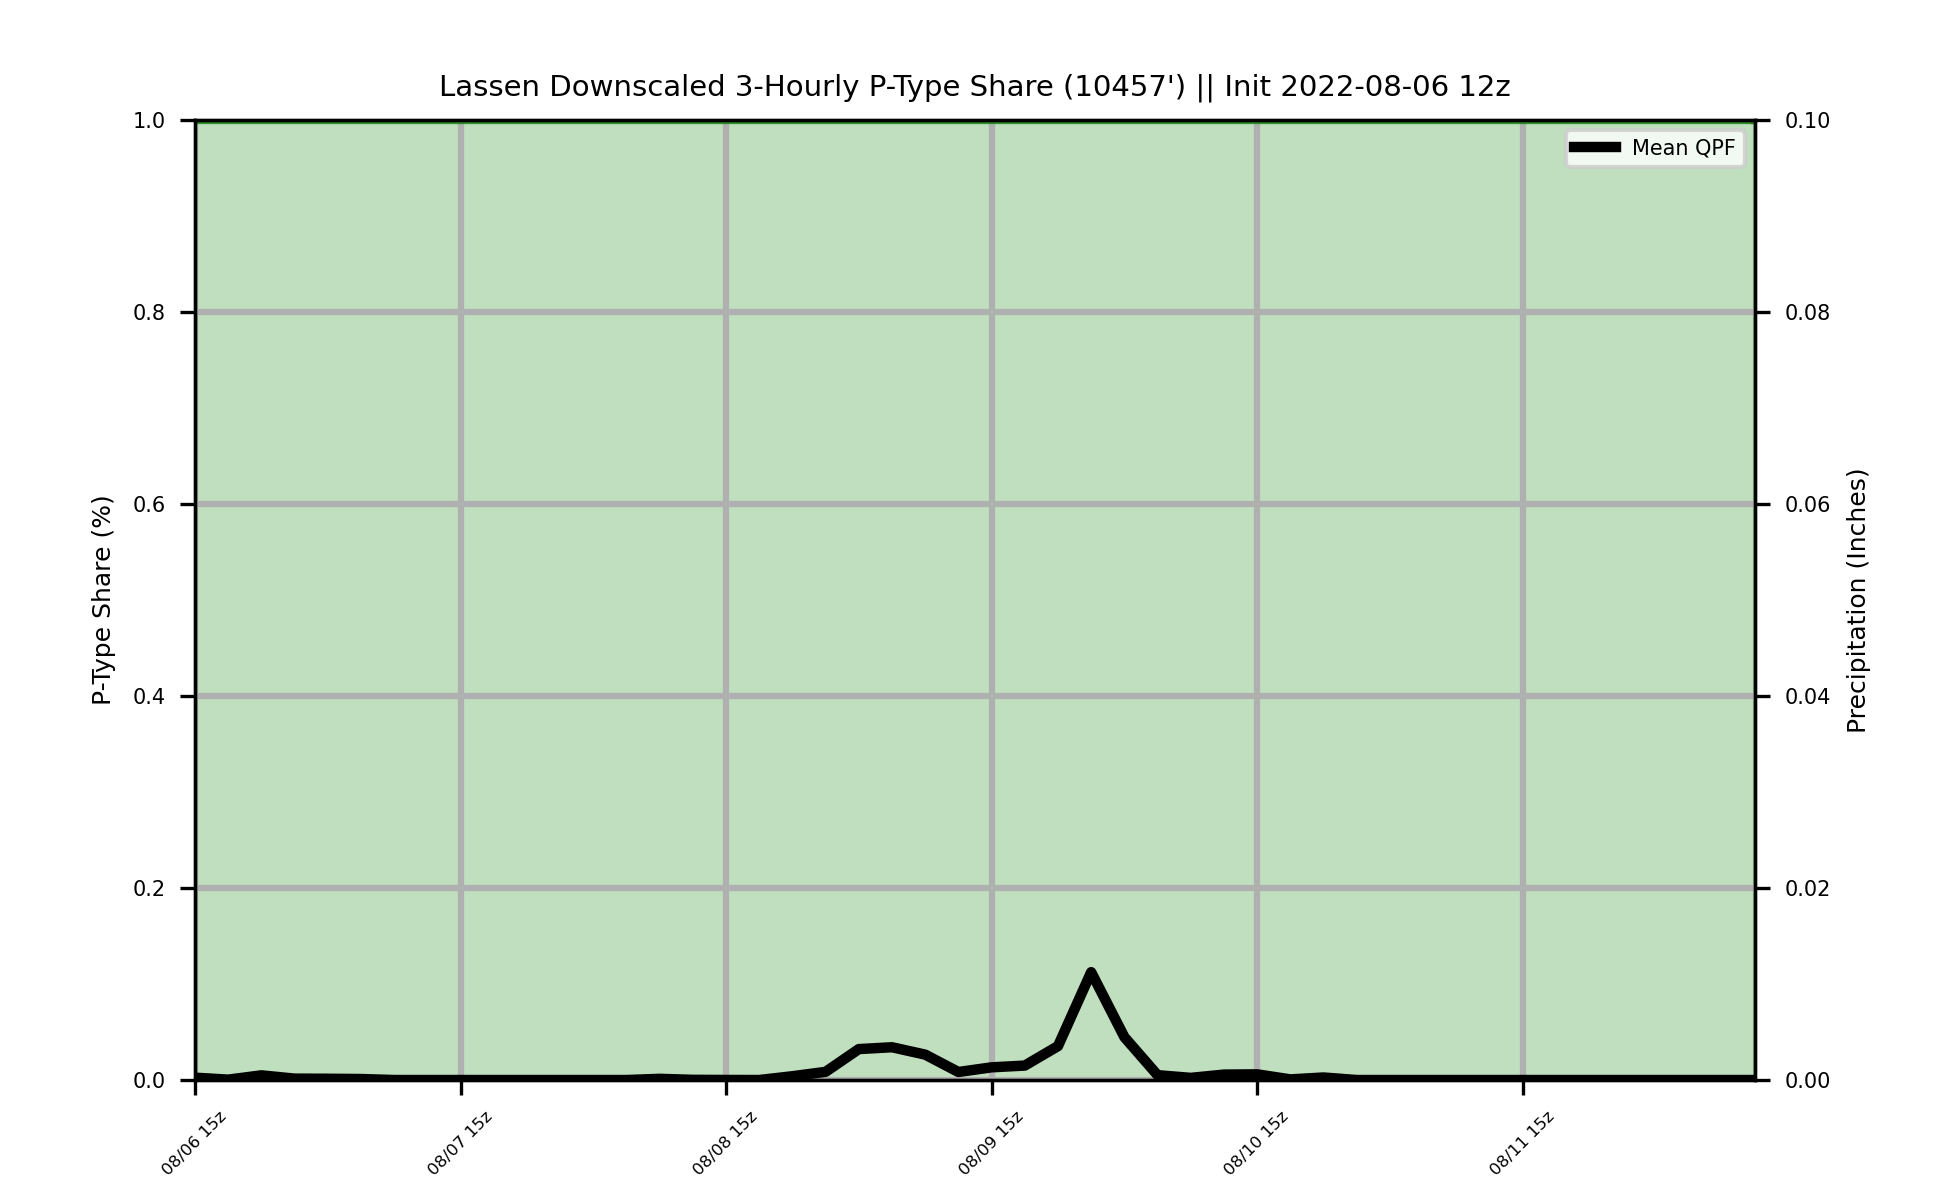 Lassen Downscaled 3-Hourly P-Type Share (10457') || Init 2022-08-06 12z
Mean QPF
P-Type Share (%)
1.0
0.8
0.6
0.4
0.2
0.0
0.10
0.08
0.06
0.04
0.02
0.00
Precipitation (Inches)
08/06 15z
08/07 15z
08/08 15z
08/09 15z
08/10 15z
08/11 15z